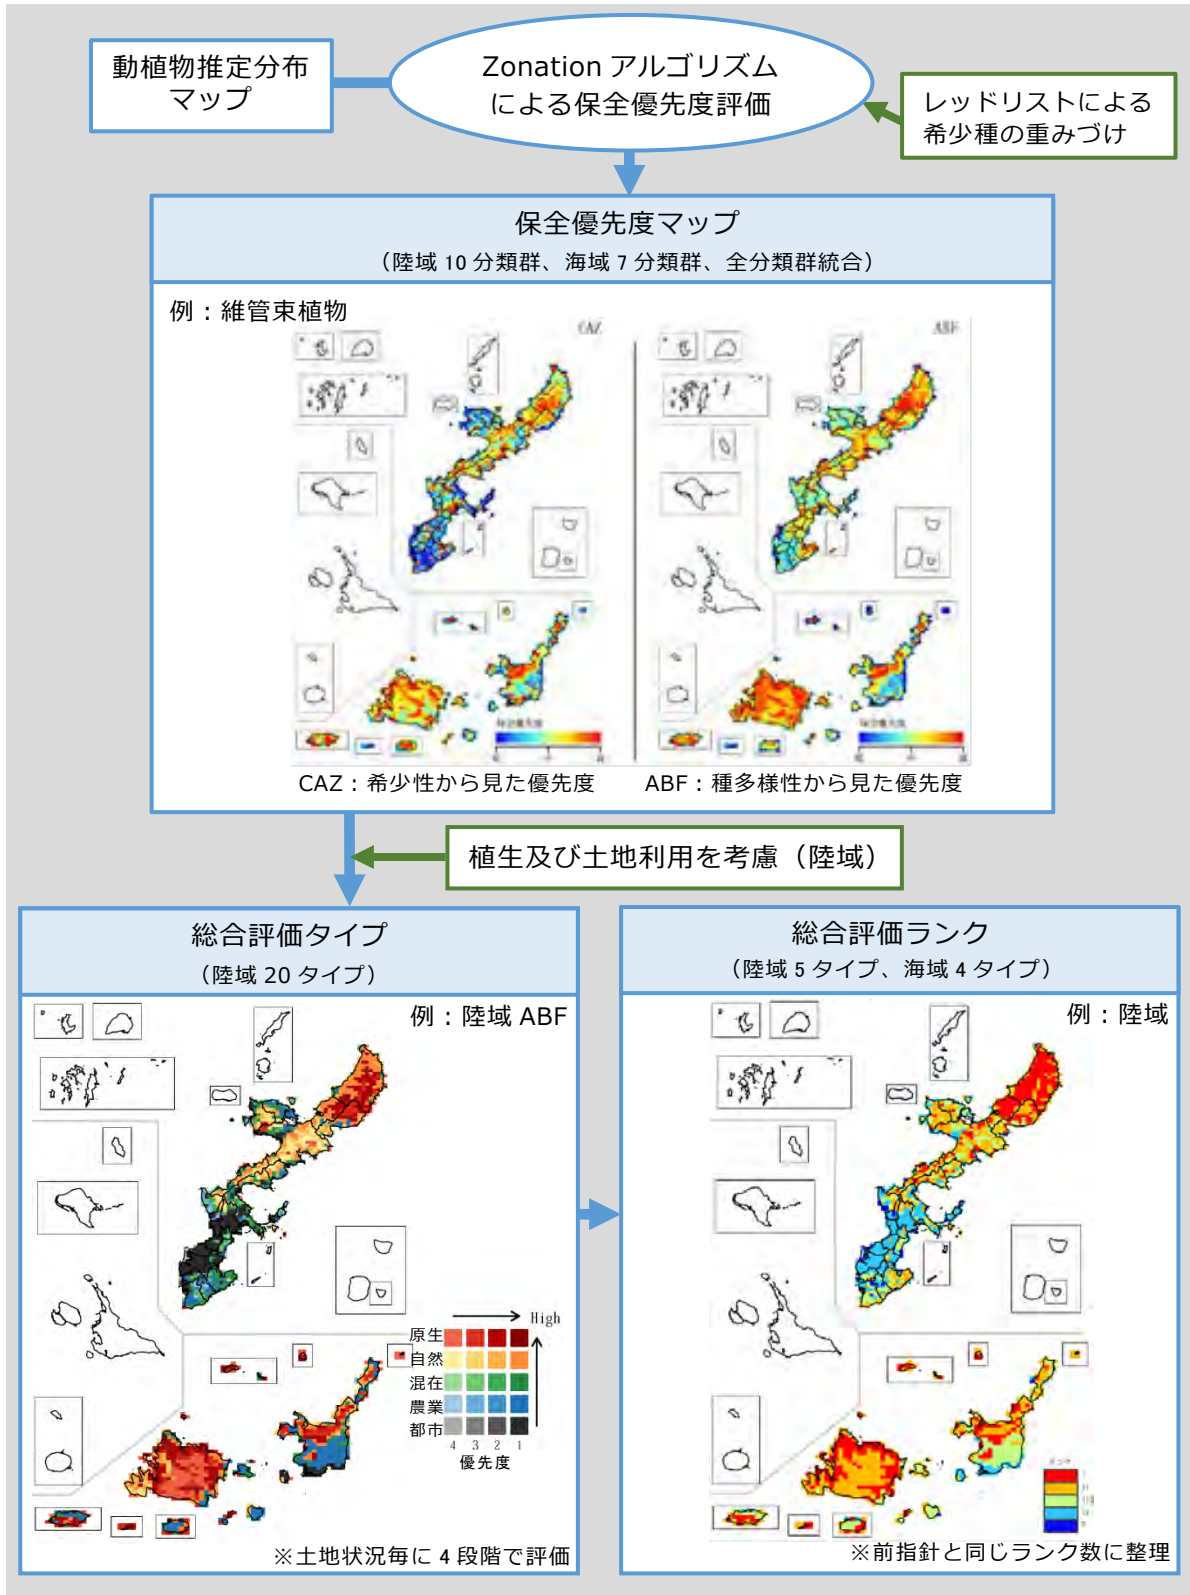 動植物推定分布
マップ
Zonation アルゴリズム
による保全優先度評価
レッドリストによる
希少種の重みづけ
保全優先度マップ
（陸域 10 分類群、海域 7 分類群、全分類群統合）
例：維管束植物
CAZ
ABF
保全優先度
保全優先度
CAZ：希少性から見た優先度
ABF：種多様性から見た優先度
植生及び土地利用を考慮（陸域）
総合評価タイプ
（陸域 20 タイプ）
例：陸域 ABF
High
原生
自然
混在
農業
都市
4 3 2 1
優先度
※土地状況毎に 4 段階で評価
総合評価ランク
（陸域 5 タイプ、海域 4 タイプ）
例：陸域
※前指針と同じランク数に整理